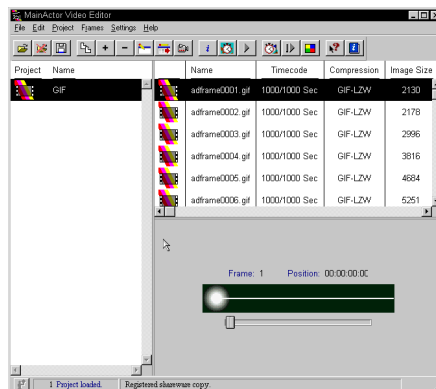 MainActor Video Editor
File Edit Project Frames Settings Help
Project Name
GIF
Name Timecode Compression Image Size
adframe0001.gif 1000/1000 Sec GIF-LZW 2130
adframe0002.gif 1000/1000 Sec GIF-LZW 2178
adframe0003.gif 1000/1000 Sec GIF-LZW 2996
adframe0004.gif 1000/1000 Sec GIF-LZW 3816
adframe0005.gif 1000/1000 Sec GIF-LZW 4684
adframe0006.gif 1000/1000 Sec GIF-LZW 5251
Frame: 1 Position: 00:00:00:00
1 Project loaded. Registered shareware copy.